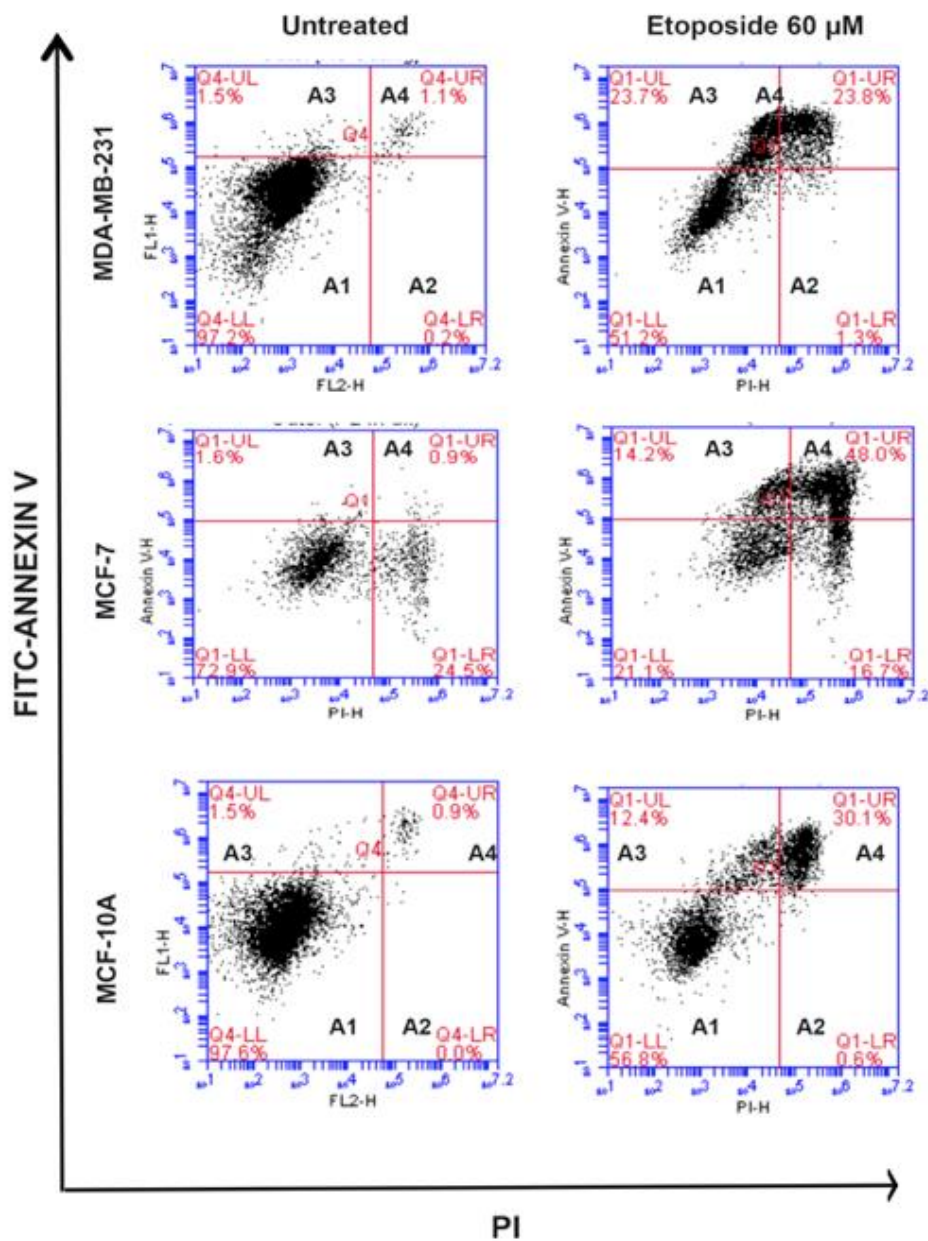 Untreated
Etoposide 60 µM
FITC-ANNEXIN V
PI
MDA-MB-231
Q4-UL
1.5%
A3
A4
Q4-UR
1.1%
Q4
A1
A2
Q4-LL
97.2%
Q4-LR
0.2%
FL1-H
FL2-H
Q1-UL
23.7%
A3
A4
Q1-UR
23.8%
A1
A2
Q1-LL
51.2%
Q1-LR
1.3%
Annexin V-H
PI-H
MCF-7
Q1-UL
1.6%
A3
A4
Q1-UR
0.9%
Q1
Q1-LL
72.9%
Q1-LR
24.5%
Annexin V-H
PI-H
Q1-UL
14.2%
A3
A4
Q1-UR
48.0%
Q1-LL
21.1%
Q1-LR
16.7%
Annexin V-H
PI-H
MCF-10A
Q4-UL
1.5%
A3
Q4-UR
0.9%
A4
Q4
A1
A2
Q4-LL
97.6%
Q4-LR
0.0%
FL1-H
FL2-H
Q1-UL
12.4%
A3
Q1-UR
30.1%
A4
A1
A2
Q1-LL
56.8%
Q1-LR
0.6%
Annexin V-H
PI-H